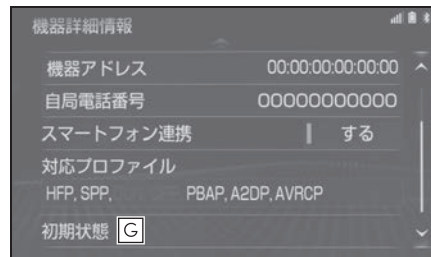 機器詳細情報
機器アドレス 00:00:00:00:00:00
自局電話番号 00000000000
スマートフォン連携 する
対応プロファイル
HFP, SPP, PBAP, A2DP, AVRCP
初期状態 G